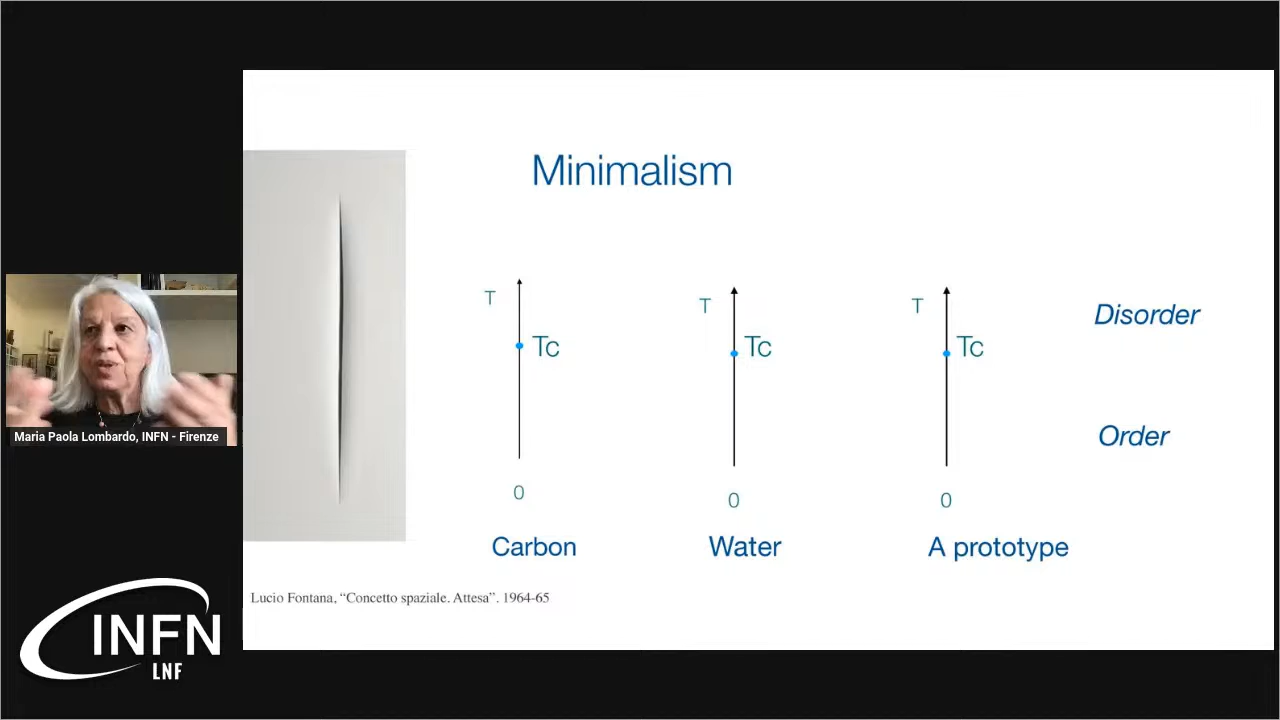 Minimalism
T
Tc
T
Tc
T
Tc
Disorder
Order
0
0
0
Carbon
Water
A prototype
Lucio Fontana, “Concetto spaziale. Attesa”. 1964-65
Maria Paola Lombardo, INFN - Firenze
INFN
LNF